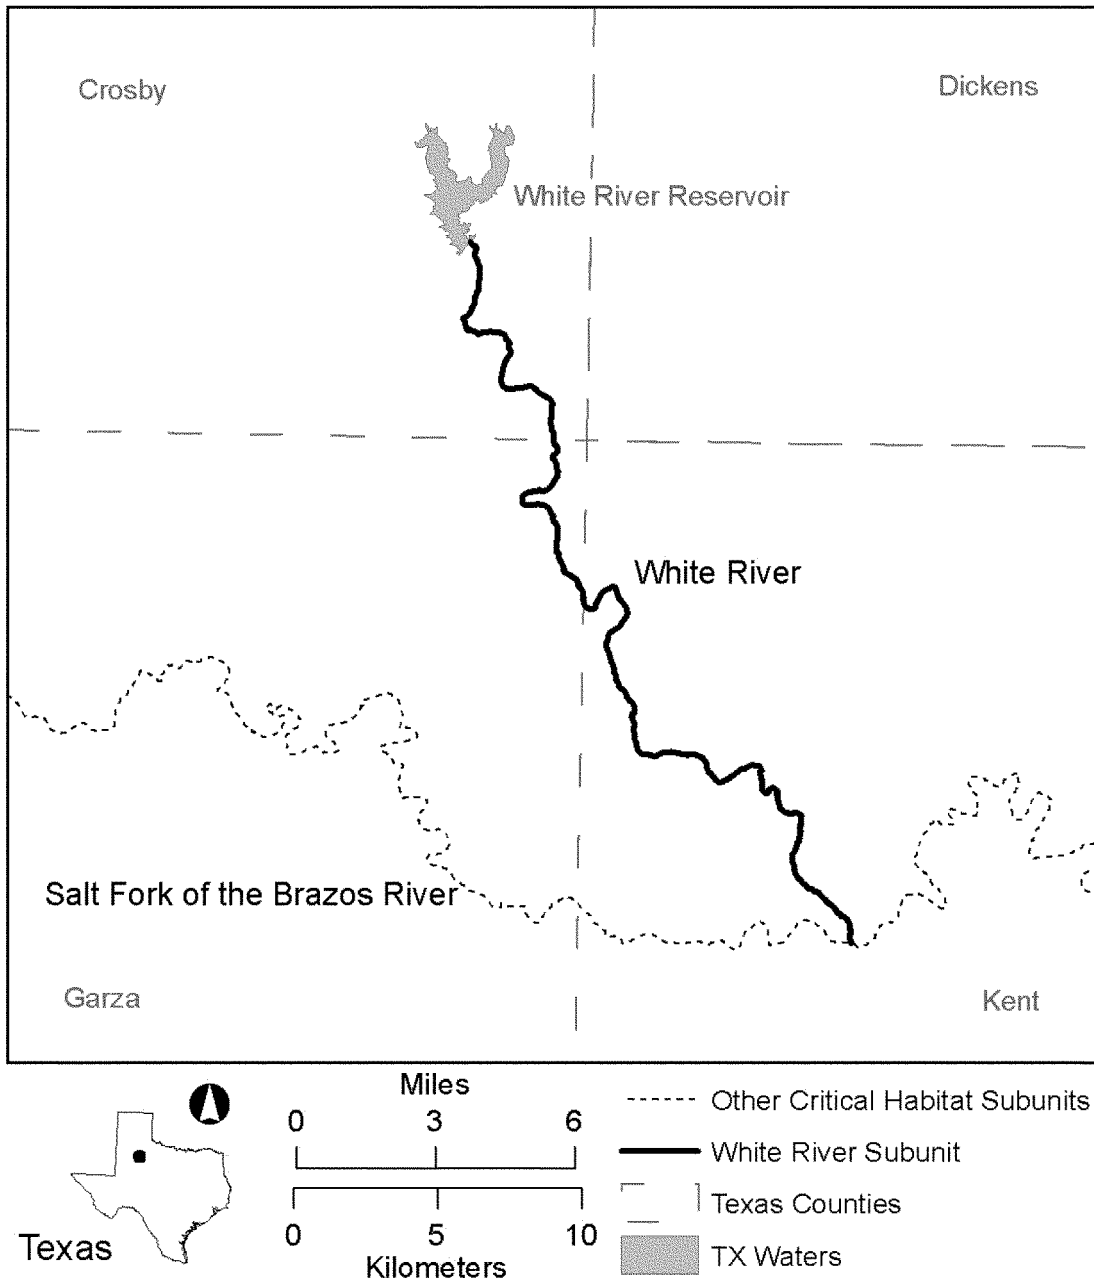 Crosby
Dickens
White River Reservoir
White River
Salt Fork of the Brazos River
Garza
Kent
Miles
0 3 6
0 5 10
Kilometers
Texas
Other Critical Habitat Subunits
White River Subunit
Texas Counties
TX Waters